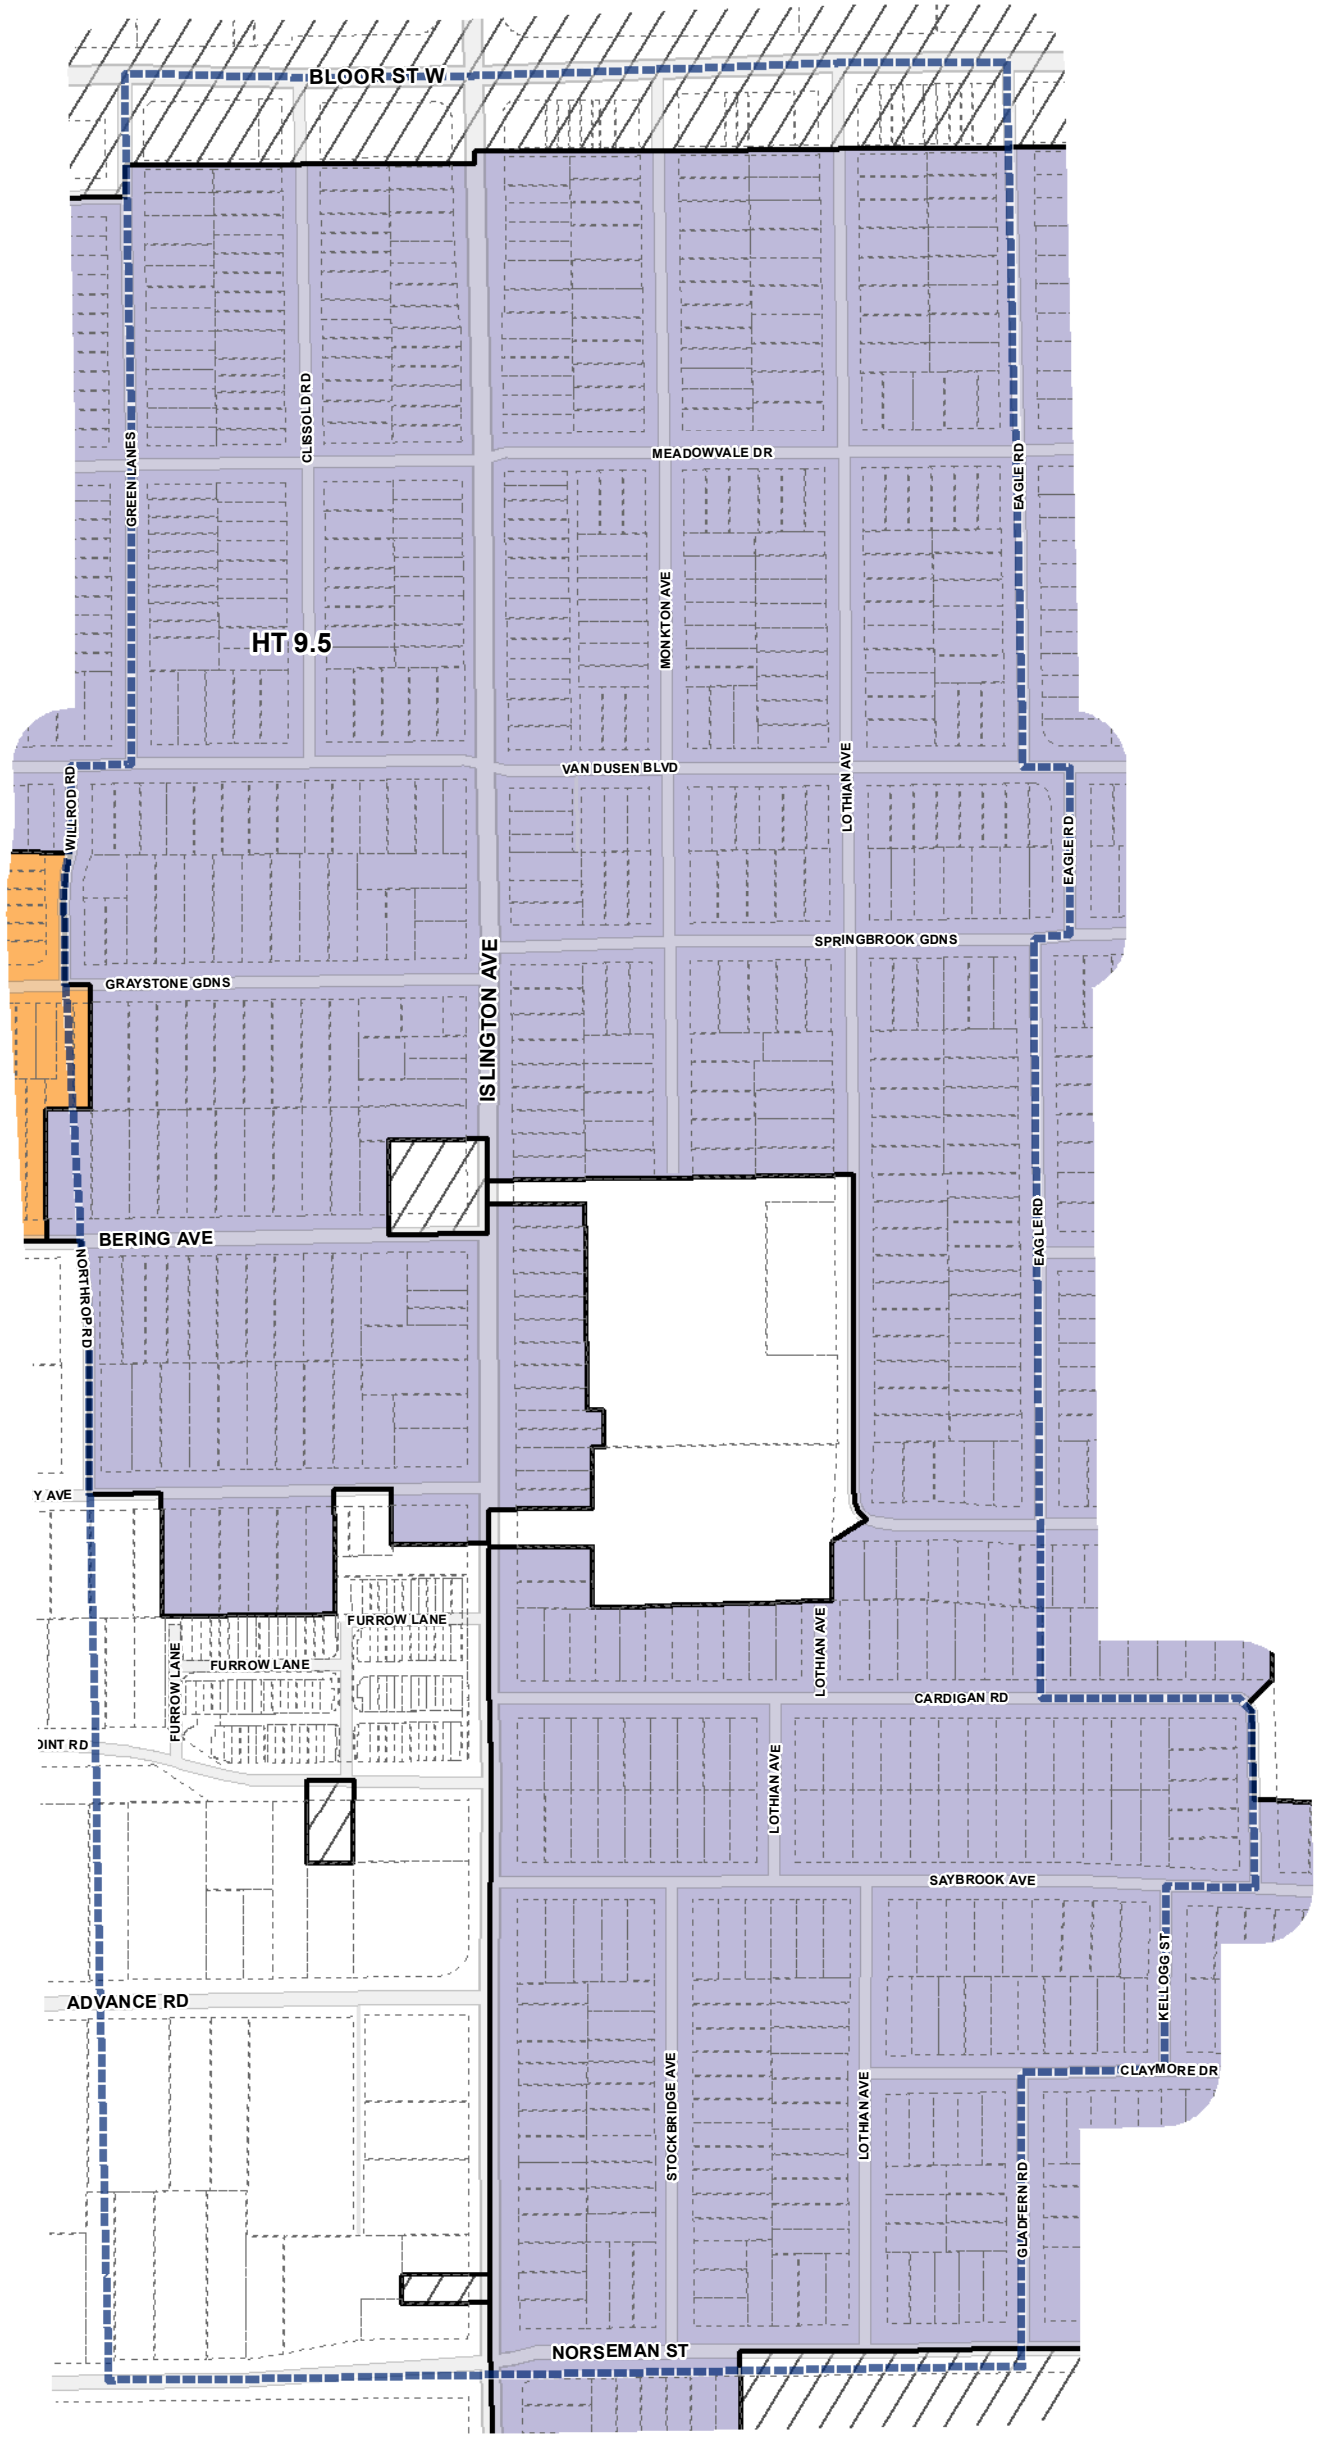 BLOOR ST W
CLISSOLD RD
GREEN LANES
MEADOWVALE DR
EAGLE RD
MONKTON AVE
HT 9.5
LOTHIAN AVE
VAN DUSEN BLVD
WILLROD RD
EAGLE RD
SPRINGBROOK GDNS
ISLINGTON AVE
GRAYSTONE GDNS
EAGLE RD
BERING AVE
NORTHROP RD
Y AVE
FURROW LANE
LOTHIAN AVE
FURROW LANE
FURROW LANE
CARDIGAN RD
OINT RD
LOTHIAN AVE
SAYBROOK AVE
KELLOGG ST
ADVANCE RD
CLAYMORE DR
STOCKBRIDGE AVE
LOTHIAN AVE
GLADFERN RD
NORSEMAN ST